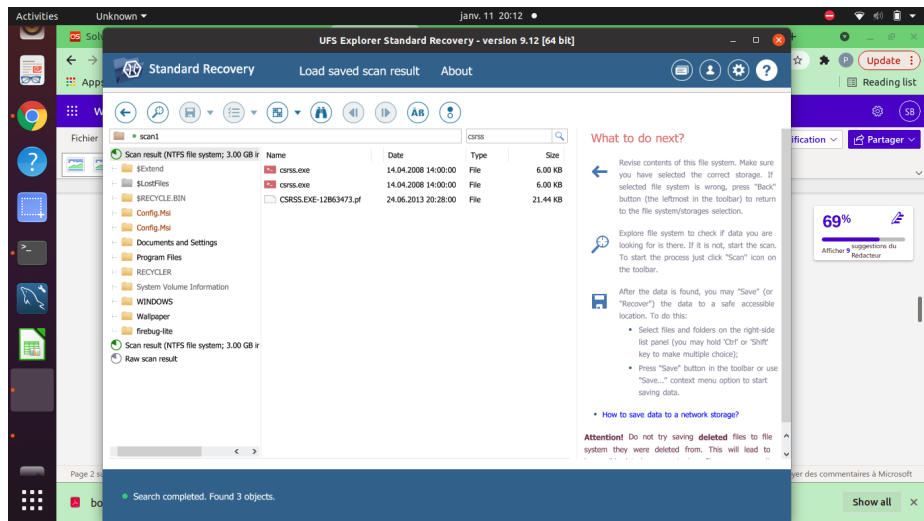 Activities
Unknown
janv. 11 20:12
Update
Apps
Reading list
SB
Fichier
Partager
UFS Explorer Standard Recovery - version 9.12 [64 bit]
Standard Recovery
Load saved scan result
About
scan1
csrss
Scan result (NTFS file system; 3.00 GB ir
$Extend
$LostFiles
$RECYCLE.BIN
Config.Msi
Config.Msi
Documents and Settings
Program Files
RECYCLER
System Volume Information
WINDOWS
Wallpaper
firebug-lite
Scan result (NTFS file system; 3.00 GB ir
Raw scan result
Name Date Type Size
csrss.exe 14.04.2008 14:00:00 File 6.00 KB
csrss.exe 14.04.2008 14:00:00 File 6.00 KB
CSRSS.EXE-12B63473.pf 24.06.2013 20:28:00 File 21.44 KB
What to do next?
Revise contents of this file system. Make sure
you have selected the correct storage. If
selected file system is wrong, press "Back"
button (the leftmost in the toolbar) to return
to the file system/storages selection.
Explore file system to check if data you are
looking for is there. If it is not, start the scan.
To start the process just click "Scan" icon on
the toolbar.
After the data is found, you may "Save" (or
"Recover") the data to a safe accessible
location. To do this:
• Select files and folders on the right-side
list panel (you may hold 'Ctrl' or 'Shift'
key to make multiple choice);
• Press "Save" button in the toolbar or use
"Save..." context menu option to start
saving data.
• How to save data to a network storage?
Attention! Do not try saving deleted files to file
system they were deleted from. This will lead to
69%
Afficher 9 suggestions du
Rédacteur
Page 2
Search completed. Found 3 objects.
Show all